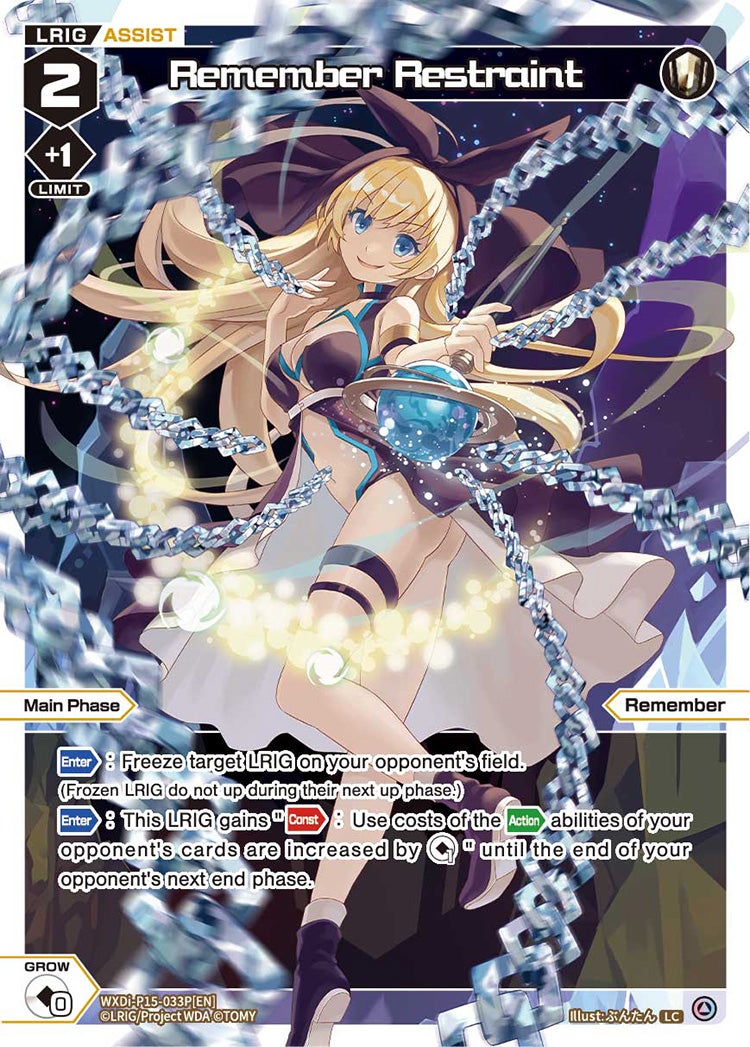 LRIG ASSIST
2
Remember Restraint
+1
LIMIT
Main Phase
Remember
Enter : Freeze target LRIG on your opponent's field.
(Frozen LRIG do not up during their next up phase.)
Enter : This LRIG gains "Const : Use costs of the Action abilities of your
opponent's cards are increased by 1 " until the end of your
opponent's next end phase.
GROW
0
WXDi-P15-033P[EN]
©LRIG/Project WDA ©TOMY
Illust:ぶんたん LC